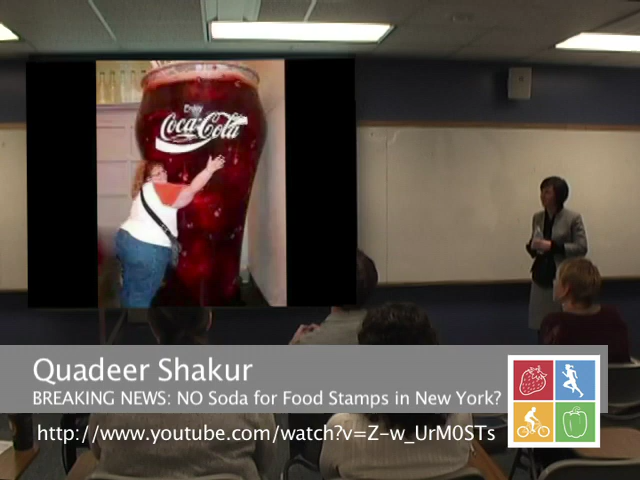 Enjoy
Coca-Cola
Quadeer Shakur
BREAKING NEWS: NO Soda for Food Stamps in New York?
http://www.youtube.com/watch?v=Z-w_UrM0STs